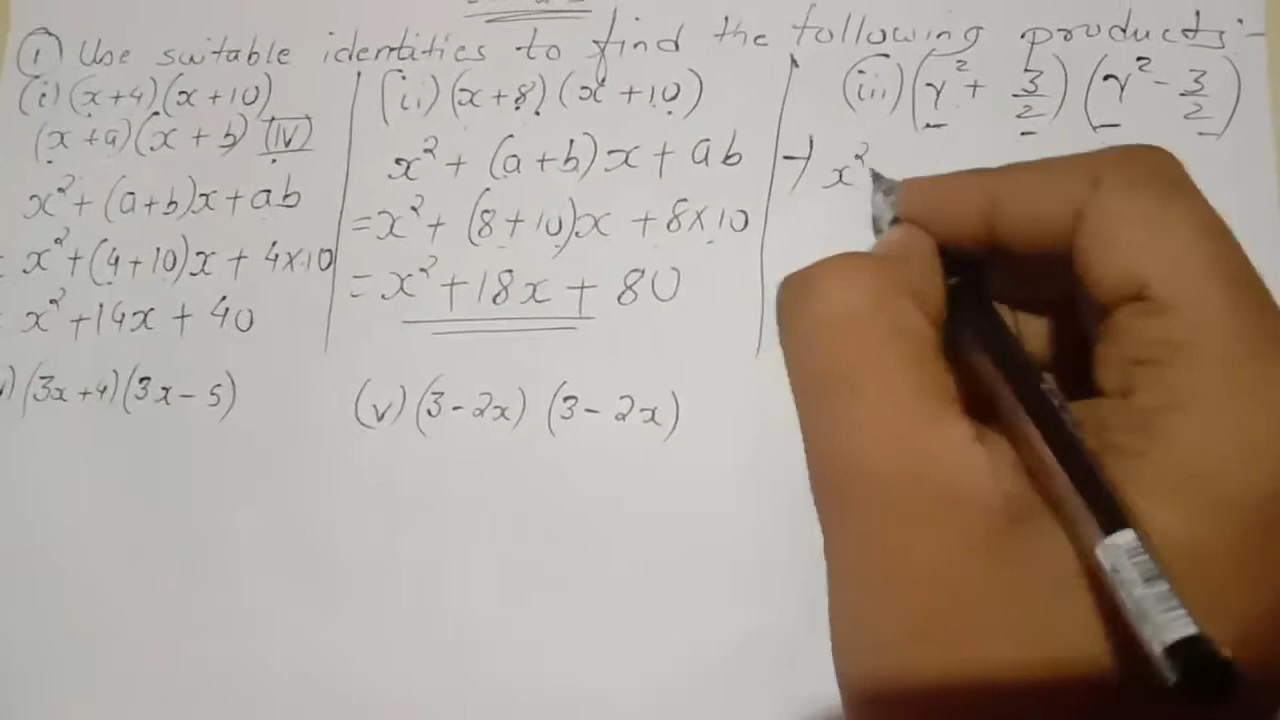 ① Use suitable identities to find the following products:-
(i) (x+4)(x+10)
(x+a)(x+b) (IV)
x²+(a+b)x+ab
= x²+(4+10)x+4×10
= x²+14x+40
(ii) (x+8)(x+10)
x²+(a+b)x+ab
= x²+(8+10)x+8×10
= x²+18x+80
(iii) (y²+3/2)(y²-3/2)
→ x²
) (3x+4)(3x-5)
(v) (3-2x)(3-2x)